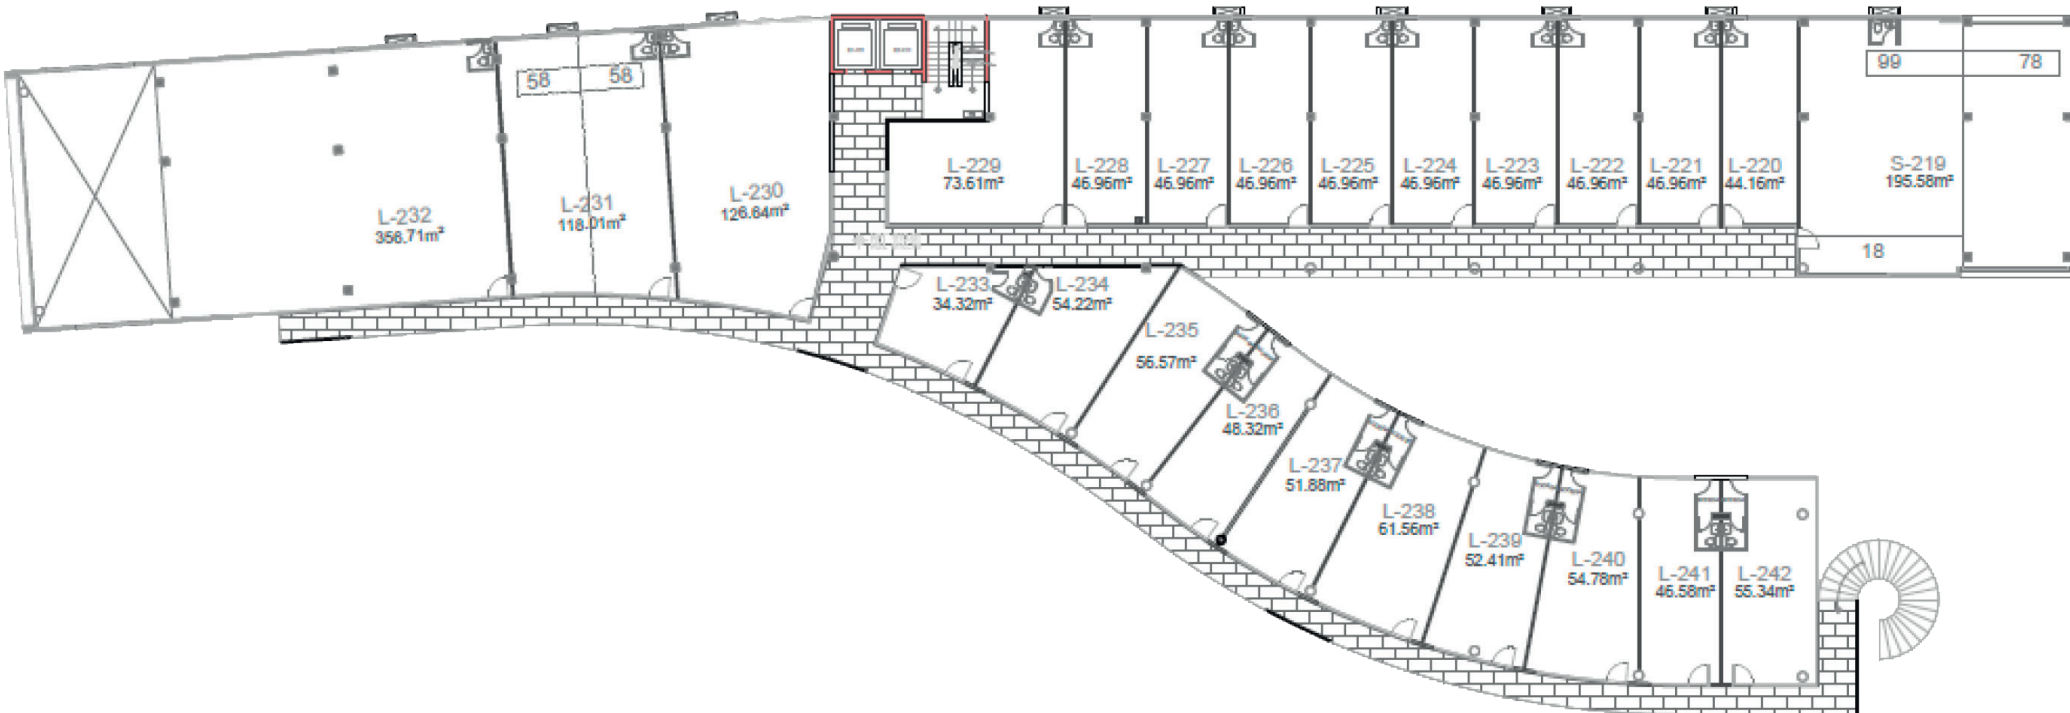 58
58
99
78
L-229
73.61m²
L-228
46.96m²
L-227
46.96m²
L-226
46.96m²
L-225
46.96m²
L-224
46.96m²
L-223
46.96m²
L-222
46.96m²
L-221
46.96m²
L-220
44.16m²
S-219
195.58m²
L-232
356.71m²
L-231
118.01m²
L-230
126.64m²
18
L-233
34.32m²
L-234
54.22m²
L-235
56.57m²
L-236
48.32m²
L-237
51.88m²
L-238
61.56m²
L-239
52.41m²
L-240
54.78m²
L-241
46.58m²
L-242
55.34m²